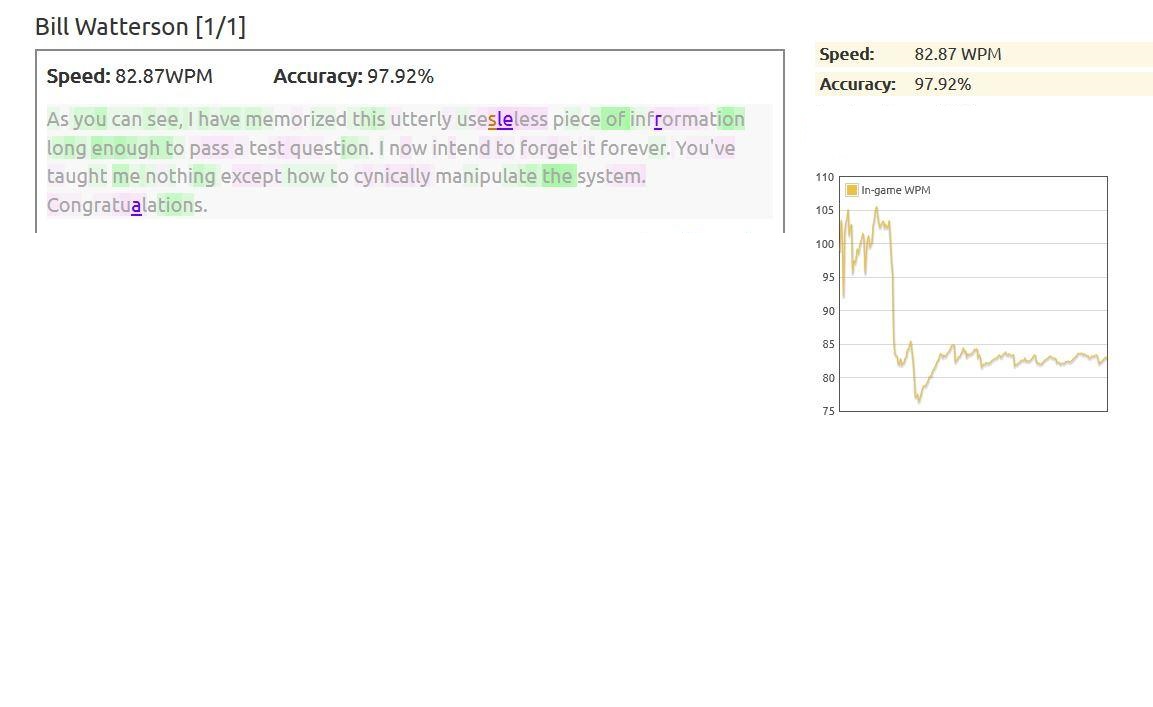 Bill Watterson [1/1]
Speed: 82.87WPM Accuracy: 97.92%
As you can see, I have memorized this utterly usesleless piece of infrormation
long enough to pass a test question. I now intend to forget it forever. You've
taught me nothing except how to cynically manipulate the system.
Congratualations.
Speed: 82.87 WPM
Accuracy: 97.92%
In-game WPM
110
105
100
95
90
85
80
75